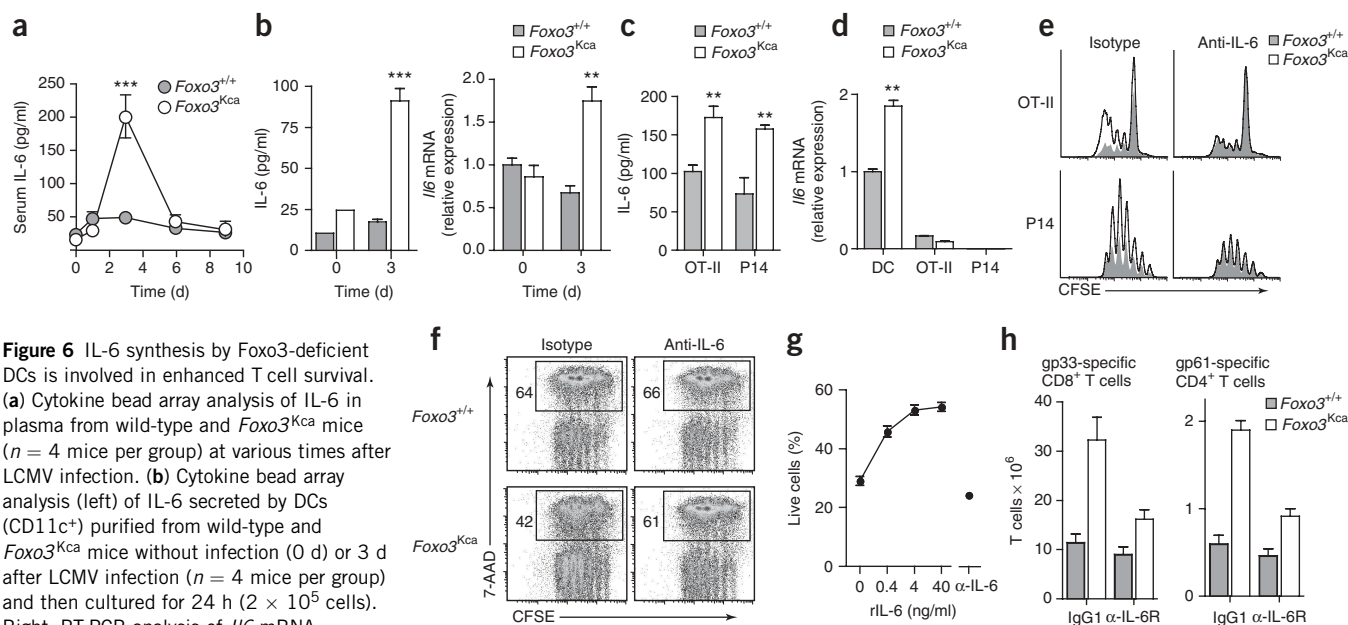 a
Serum IL-6 (pg/ml)
250
200
150
100
50
***
Foxo3+/+
Foxo3Kca
0 2 4 6 8 10
Time (d)
b
Foxo3+/+
Foxo3Kca
IL-6 (pg/ml)
100
75
50
25
0
***
0 3
Time (d)
Il6 mRNA
(relative expression)
2.0
1.5
1.0
0.5
0.0
**
0 3
Time (d)
c
Foxo3+/+
Foxo3Kca
IL-6 (pg/ml)
200
150
100
50
0
** **
OT-II P14
d
Foxo3+/+
Foxo3Kca
Il6 mRNA
(relative expression)
2
1
0
**
DC OT-II P14
e
Isotype Anti-IL-6
Foxo3+/+
Foxo3Kca
OT-II
P14
CFSE
Figure 6 IL-6 synthesis by Foxo3-deficient
DCs is involved in enhanced T cell survival.
(a) Cytokine bead array analysis of IL-6 in
plasma from wild-type and Foxo3Kca mice
(n = 4 mice per group) at various times after
LCMV infection. (b) Cytokine bead array
analysis (left) of IL-6 secreted by DCs
(CD11c+) purified from wild-type and
Foxo3Kca mice without infection (0 d) or 3 d
after LCMV infection (n = 4 mice per group)
and then cultured for 24 h (2 × 10⁵ cells).
Right, RT-PCR analysis of Il6 mRNA
f
Isotype Anti-IL-6
Foxo3+/+
64 66
Foxo3Kca
42 61
7-AAD
CFSE
g
Live cells (%)
60
40
20
0
0 0.4 4 40 α-IL-6
rIL-6 (ng/ml)
h
gp33-specific
CD8+ T cells
gp61-specific
CD4+ T cells
Foxo3+/+
Foxo3Kca
T cells × 10⁶
40
30
20
10
0
IgG1 α-IL-6R
2
1
0
IgG1 α-IL-6R